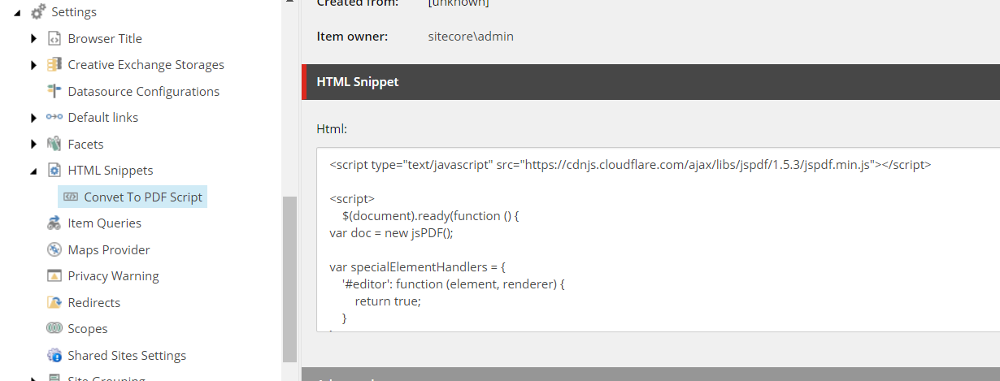 Settings
Browser Title
Creative Exchange Storages
Datasource Configurations
Default links
Facets
HTML Snippets
Convet To PDF Script
Item Queries
Maps Provider
Privacy Warning
Redirects
Scopes
Shared Sites Settings
Site Grouping
Created from: [unknown]
Item owner: sitecore\admin
HTML Snippet
Html:
<script type="text/javascript" src="https://cdnjs.cloudflare.com/ajax/libs/jspdf/1.5.3/jspdf.min.js"></script>
<script>
$(document).ready(function () {
var doc = new jsPDF();
var specialElementHandlers = {
'#editor': function (element, renderer) {
return true;
}